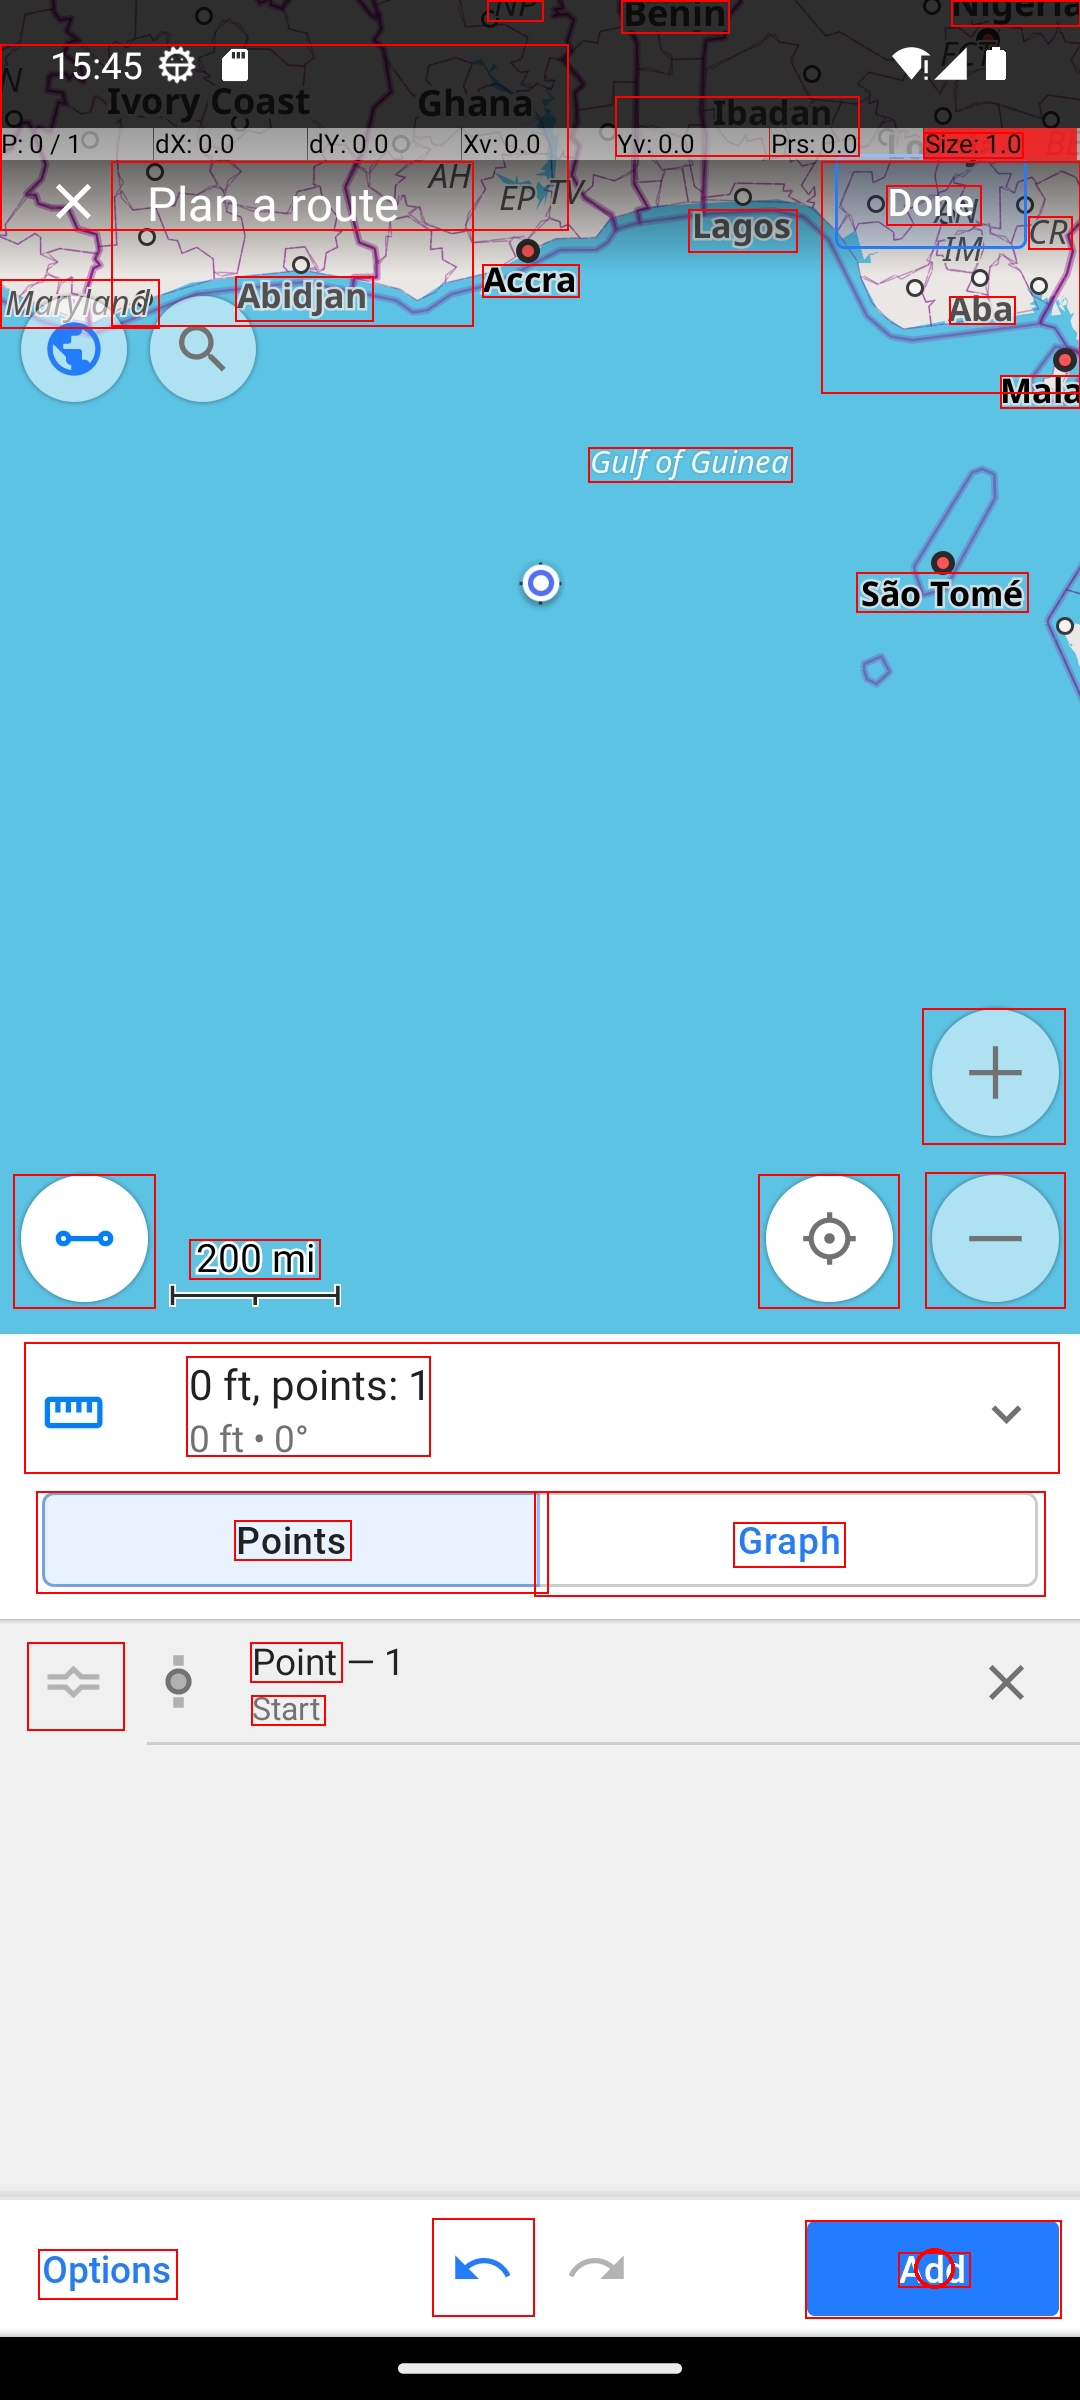 NP
Benin
Nigeria
15:45
Ivory Coast
Ghana
Ibadan
P: 0 / 1
dX: 0.0
dY: 0.0
Xv: 0.0
Yv: 0.0
Prs: 0.0
Size: 1.0
Plan a route
AH
EP
TV
Lagos
Done
AN
IM
CR
Maryland
Abidjan
Accra
Aba
Mala
Gulf of Guinea
São Tomé
200 mi
0 ft, points: 1
0 ft • 0°
Points
Graph
Point — 1
Start
Options
Add